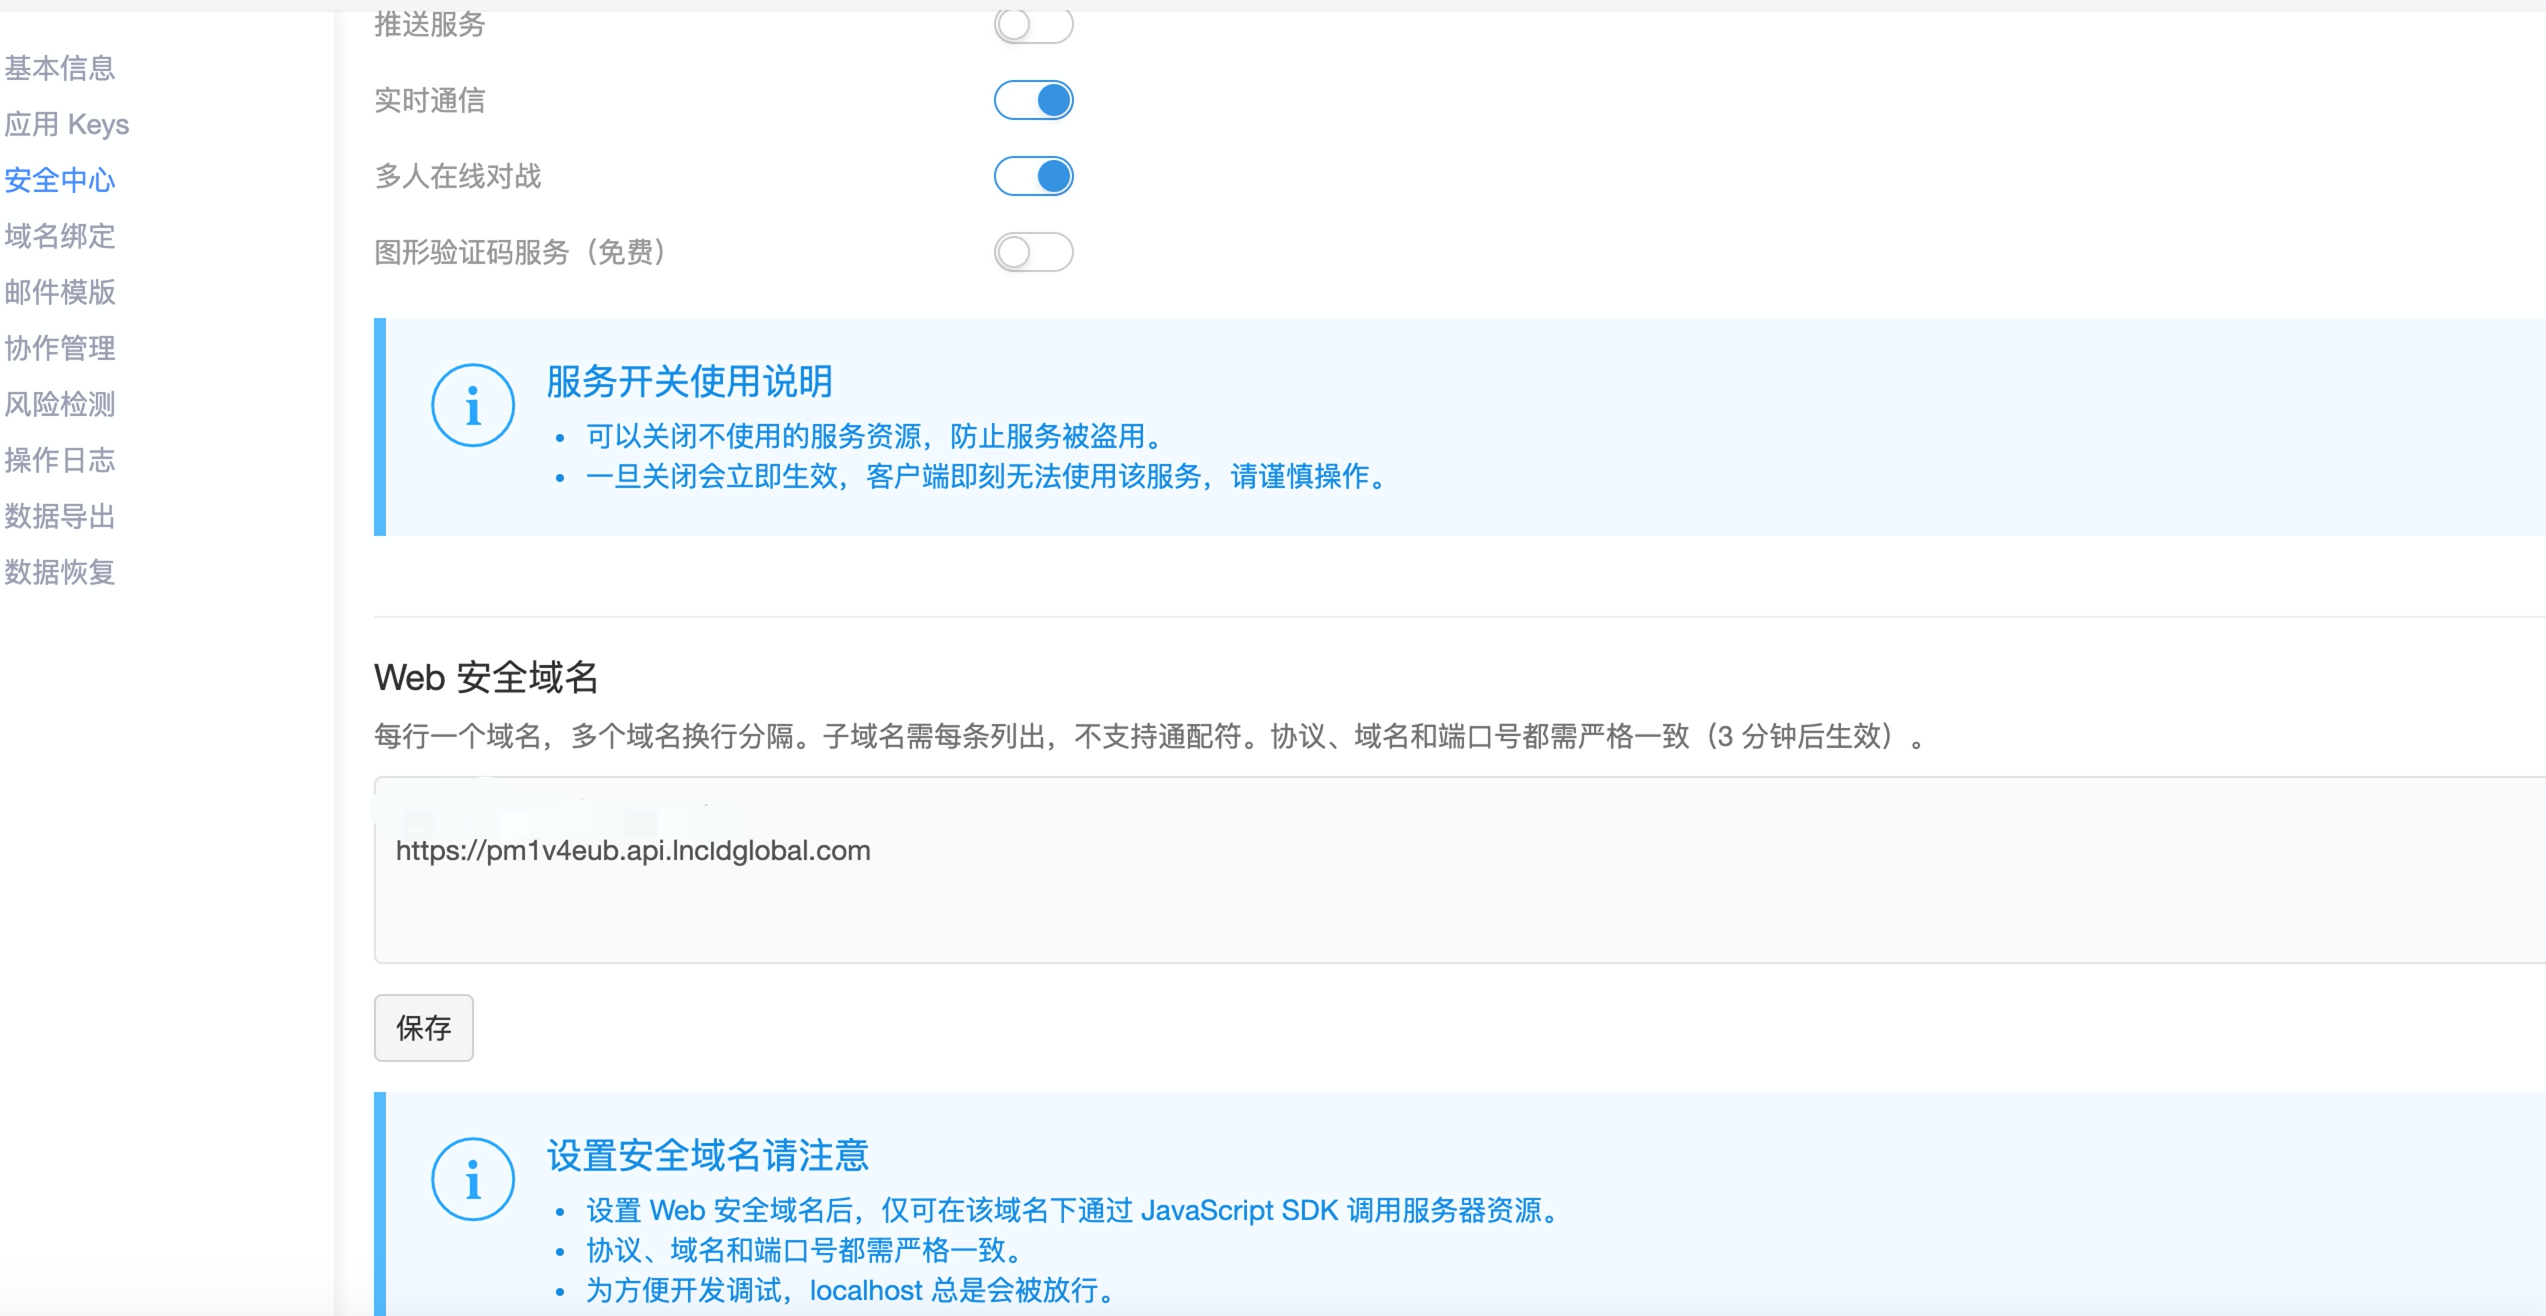 推送服务
基本信息
实时通信
应用 Keys
多人在线对战
安全中心
域名绑定
图形验证码服务（免费）
邮件模版
协作管理
服务开关使用说明
风险检测
可以关闭不使用的服务资源，防止服务被盗用。
操作日志
一旦关闭会立即生效，客户端即刻无法使用该服务，请谨慎操作。
数据导出
数据恢复
Web 安全域名
每行一个域名，多个域名换行分隔。子域名需每条列出，不支持通配符。协议、域名和端口号都需严格一致（3 分钟后生效）。
https://pm1v4eub.api.lncldglobal.com
保存
设置安全域名请注意
设置 Web 安全域名后，仅可在该域名下通过 JavaScript SDK 调用服务器资源。
协议、域名和端口号都需严格一致。
为方便开发调试，localhost 总是会被放行。